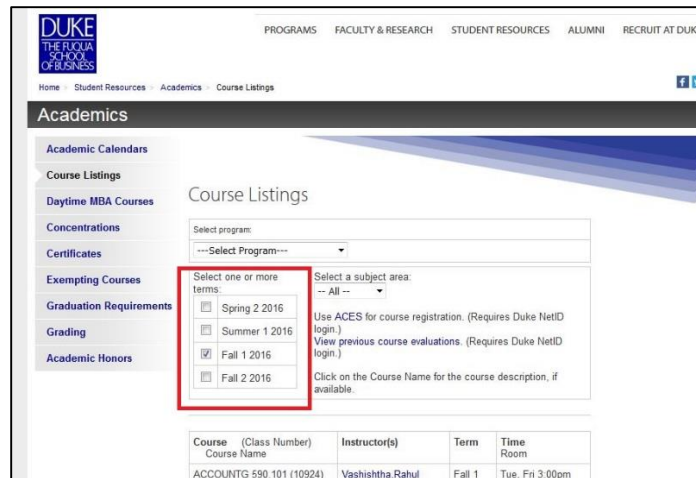 DUKE
THE FUQUA
SCHOOL
OF BUSINESS
PROGRAMS FACULTY & RESEARCH STUDENT RESOURCES ALUMNI RECRUIT AT DUK
Home > Student Resources > Academics > Course Listings
Academics
Academic Calendars
Course Listings
Daytime MBA Courses
Concentrations
Certificates
Exempting Courses
Graduation Requirements
Grading
Academic Honors
Course Listings
Select program:
---Select Program---
Select one or more
terms:
Spring 2 2016
Summer 1 2016
Fall 1 2016
Fall 2 2016
Select a subject area:
-- All --
Use ACES for course registration. (Requires Duke NetID
login.)
View previous course evaluations. (Requires Duke NetID
login.)
Click on the Course Name for the course description, if
available.
Course (Class Number) Instructor(s) Term Time
Course Name Room
ACCOUNTG 590.101 (10924) Vashishtha,Rahul Fall 1 Tue, Fri 3:00pm